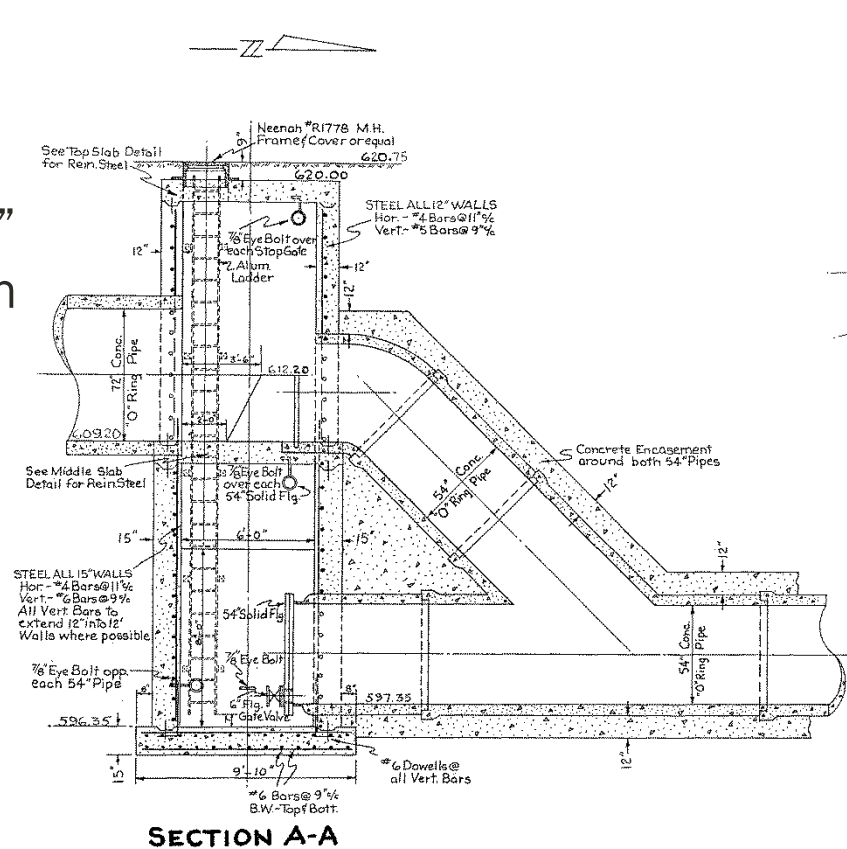 N
"
n
Neenah #R1778 M.H.
Frame & Cover or equal
9"
620.75
620.00
See Top Slab Detail
for Rein. Steel
STEEL ALL 12" WALLS
Hor.- #4 Bars@11"c/c
Vert.- #5 Bars@ 9"c/c
7/8" Eye Bolt over
each Stop Gate
Alum.
Ladder
12"
12"
12"
3'-6"
612.20
72" Conc.
"O" Ring Pipe
609.20
2'-0"
See Middle Slab
Detail for Rein Steel
7/8" Eye Bolt
over each
54" Solid Flg.
54" Conc.
"O" Ring Pipe
Concrete Encasement
around both 54" Pipes
12"
15"
6'-0"
15"
STEEL ALL 15" WALLS
Hor.- #4 Bars@11"c/c
Vert.- #6 Bars@9"c/c
All Vert. Bars to
extend 12" into 12"
Walls where possible
54" Solid Flg.
12"
7/8" Eye Bolt opp.
each 54" Pipe
7/8" Eye Bolt
54" Conc.
"O" Ring Pipe
8"
6" Flg.
Gate Valve
8"
597.35
596.35
15"
9'-10"
#6 Dowells @
all Vert. Bars
12"
#6 Bars@ 9"c/c
B.W.-Top & Bott.
SECTION A-A